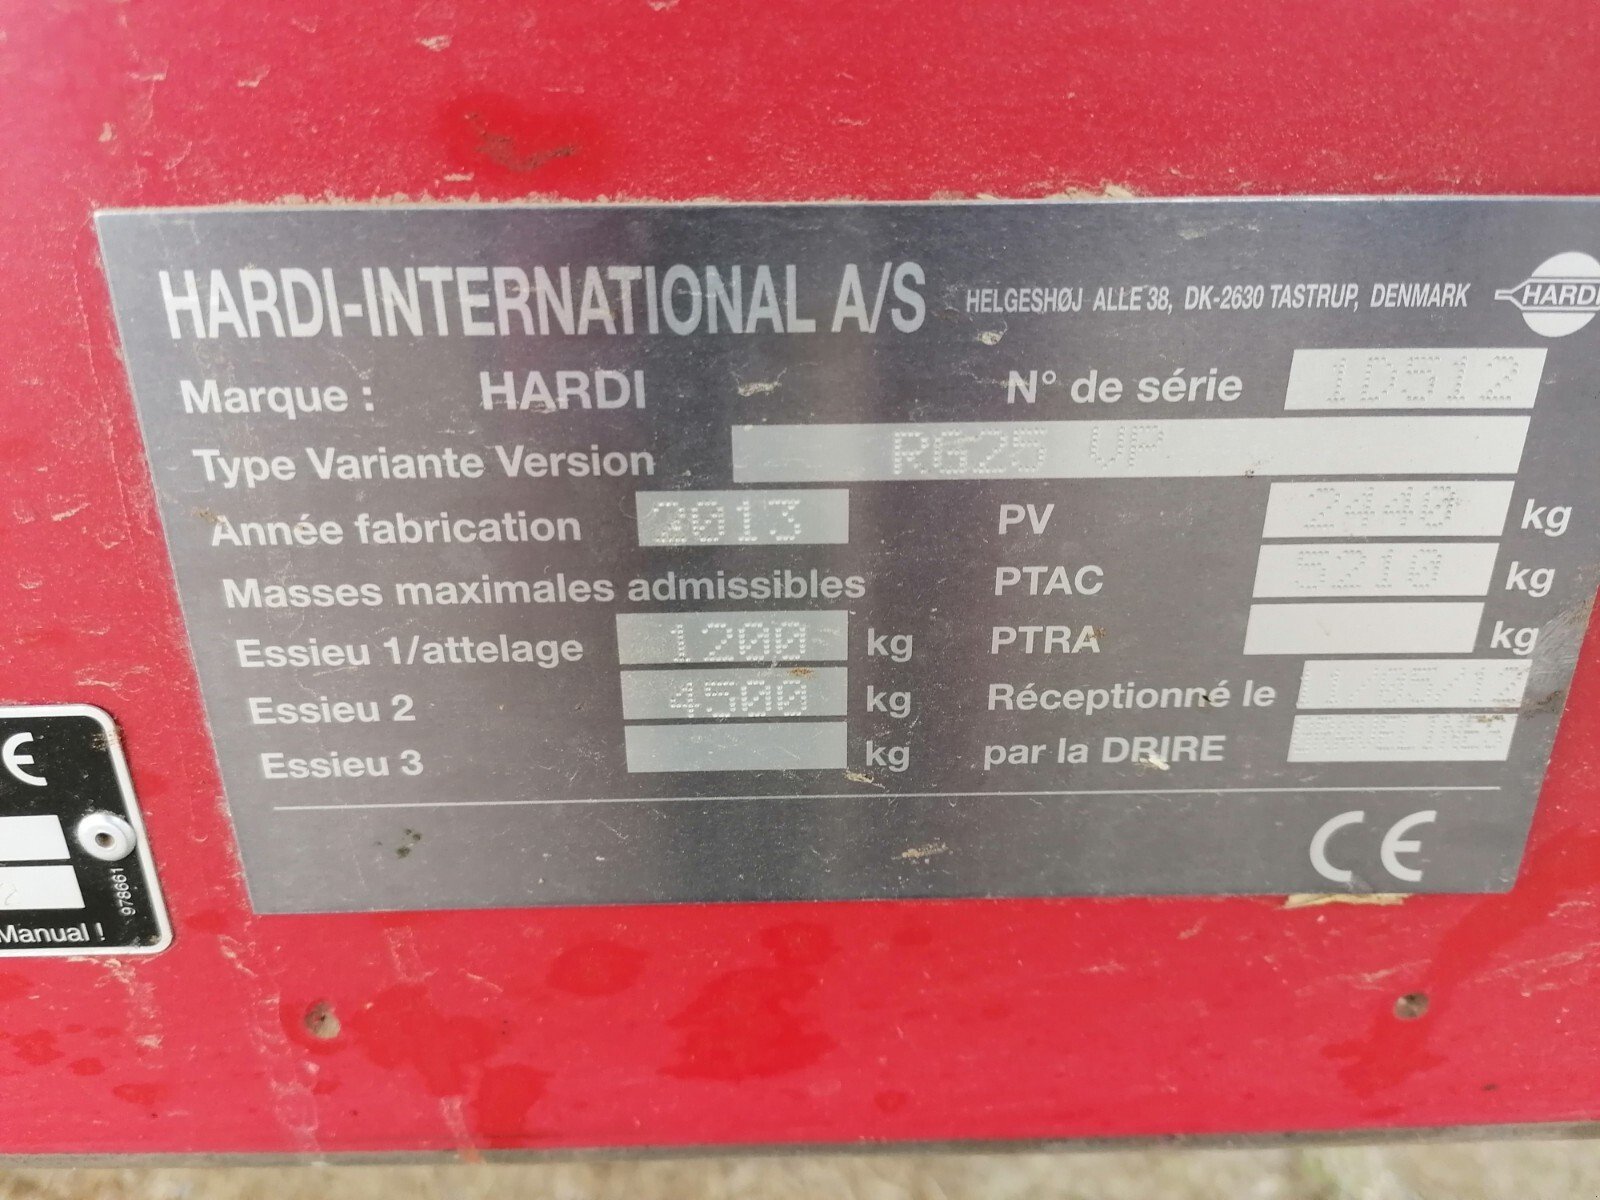 HARDI-INTERNATIONAL A/S HELGESHØJ ALLE 38, DK-2630 TASTRUP, DENMARK HARDI
Marque : HARDI N° de série 1D512
Type Variante Version RG25 VP
Année fabrication 2013 PV 2440 kg
Masses maximales admissibles PTAC 5210 kg
Essieu 1/attelage 1200 kg PTRA kg
Essieu 2 4500 kg Réceptionné le
Essieu 3 kg par la DRIRE
CE
CE
978661
Manual !